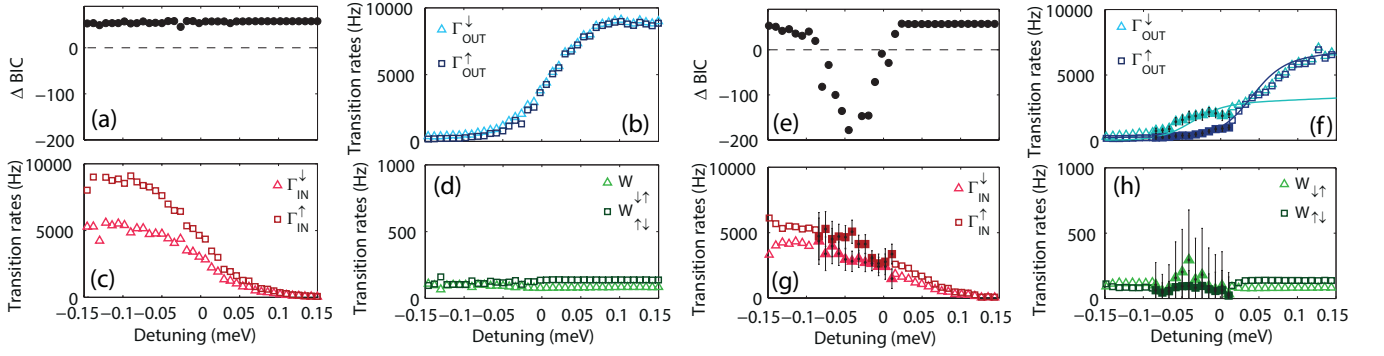 (a)
Δ BIC
0
−100
−200
(b)
Transition rates (Hz)
10000
5000
0
Γ↓OUT
Γ↑OUT
(e)
Δ BIC
0
−100
−200
(f)
Transition rates (Hz)
10000
5000
0
Γ↓OUT
Γ↑OUT
(c)
Transition rates (Hz)
10000
5000
0
Γ↓IN
Γ↑IN
−0.15 −0.1 −0.05 0 0.05 0.1 0.15
Detuning (meV)
(d)
Transition rates (Hz)
1000
500
0
W↓↑
W↑↓
−0.15 −0.1 −0.05 0 0.05 0.1 0.15
Detuning (meV)
(g)
Transition rates (Hz)
10000
5000
0
Γ↓IN
Γ↑IN
−0.15 −0.1 −0.05 0 0.05 0.1 0.15
Detuning (meV)
(h)
Transition rates (Hz)
1000
500
0
W↓↑
W↑↓
−0.15 −0.1 −0.05 0 0.05 0.1 0.15
Detuning (meV)